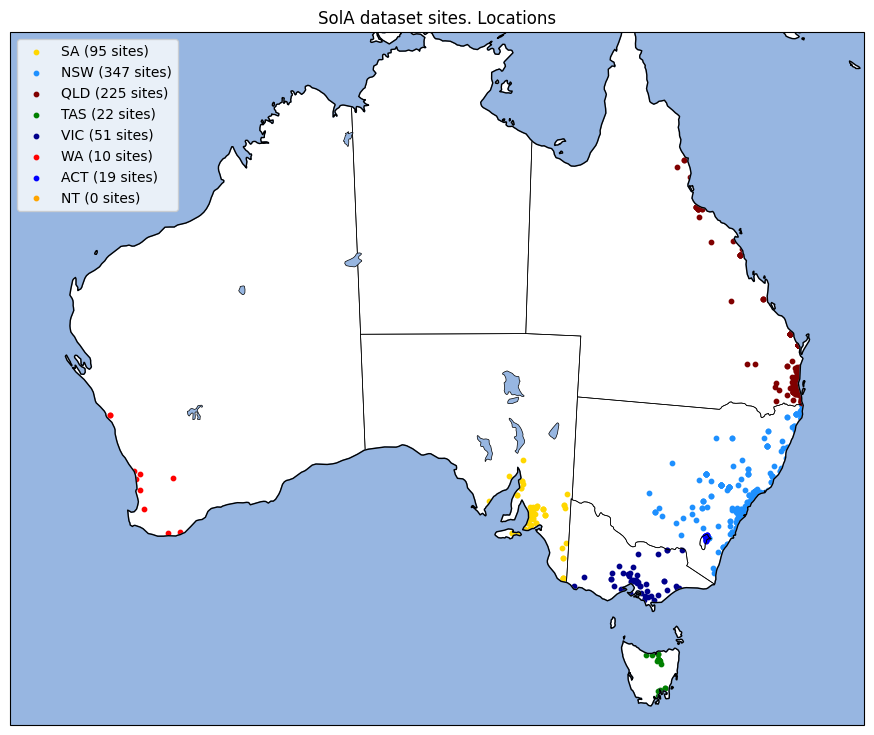 SolA dataset sites. Locations
SA (95 sites)
NSW (347 sites)
QLD (225 sites)
TAS (22 sites)
VIC (51 sites)
WA (10 sites)
ACT (19 sites)
NT (0 sites)